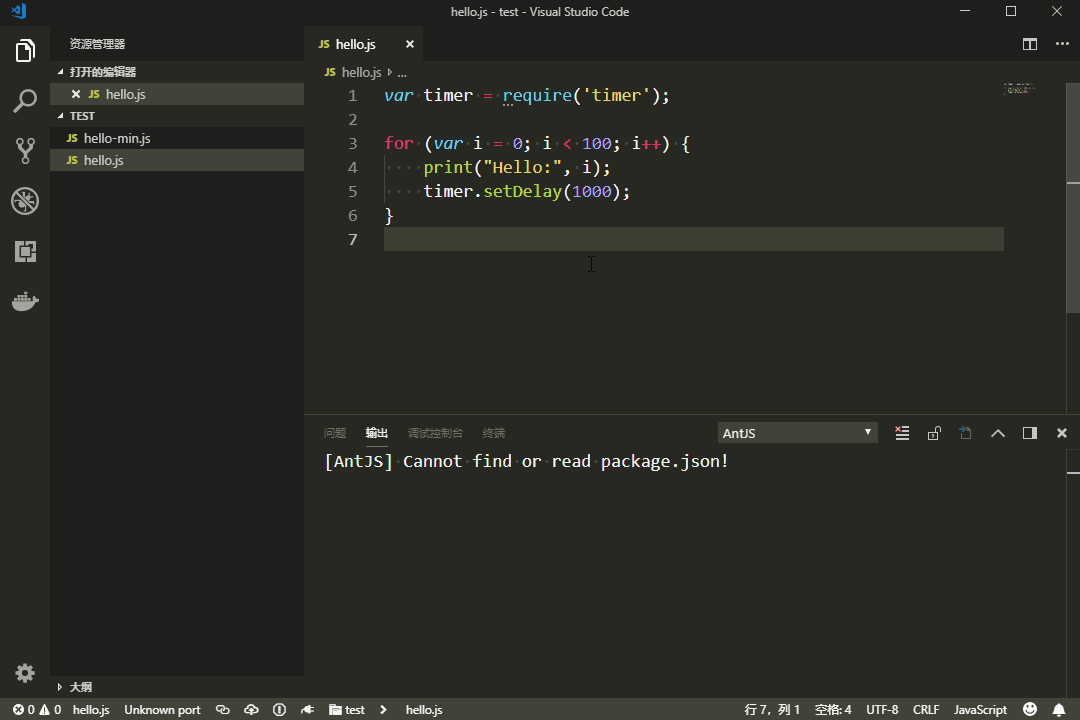 hello.js - test - Visual Studio Code
资源管理器
打开的编辑器
JS hello.js
TEST
JS hello-min.js
JS hello.js
大纲
JS hello.js
JS hello.js ...
1 var timer = require('timer');
2
3 for (var i = 0; i < 100; i++) {
4 print("Hello:", i);
5 timer.setDelay(1000);
6 }
7
问题 输出 调试控制台 终端 AntJS
[AntJS] Cannot find or read package.json!
0 0 hello.js Unknown port test hello.js 行 7，列 1 空格: 4 UTF-8 CRLF JavaScript